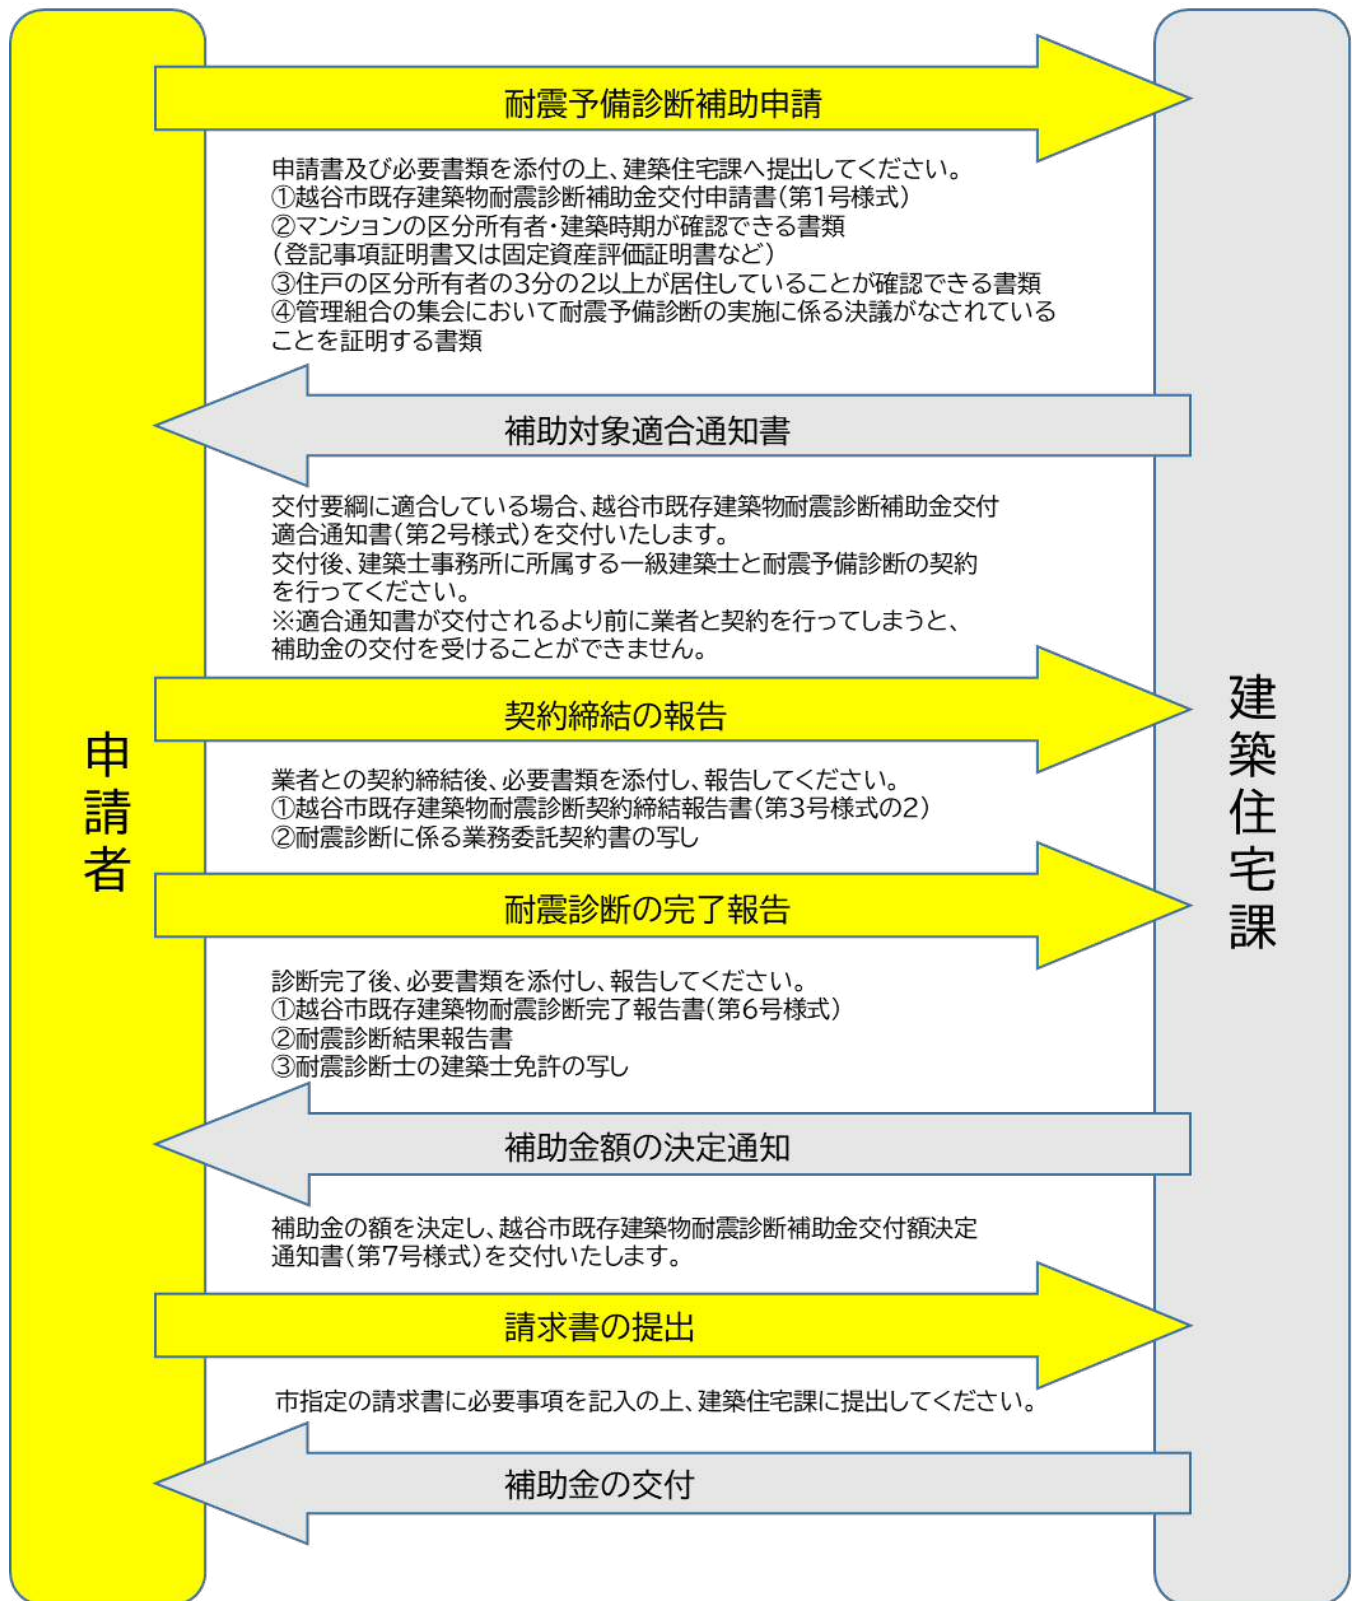 耐震予備診断補助申請
申請書及び必要書類を添付の上、建築住宅課へ提出してください。
①越谷市既存建築物耐震診断補助金交付申請書(第1号様式)
②マンションの区分所有者・建築時期が確認できる書類
(登記事項証明書又は固定資産評価証明書など)
③住戸の区分所有者の3分の2以上が居住していることが確認できる書類
④管理組合の集会において耐震予備診断の実施に係る決議がなされている
ことを証明する書類
補助対象適合通知書
交付要綱に適合している場合、越谷市既存建築物耐震診断補助金交付
適合通知書(第2号様式)を交付いたします。
交付後、建築士事務所に所属する一級建築士と耐震予備診断の契約
を行ってください。
※適合通知書が交付されるより前に業者と契約を行ってしまうと、
補助金の交付を受けることができません。
契約締結の報告
業者との契約締結後、必要書類を添付し、報告してください。
①越谷市既存建築物耐震診断契約締結報告書(第3号様式の2)
②耐震診断に係る業務委託契約書の写し
申請者
建築住宅課
耐震診断の完了報告
診断完了後、必要書類を添付し、報告してください。
①越谷市既存建築物耐震診断完了報告書(第6号様式)
②耐震診断結果報告書
③耐震診断士の建築士免許の写し
補助金額の決定通知
補助金の額を決定し、越谷市既存建築物耐震診断補助金交付額決定
通知書(第7号様式)を交付いたします。
請求書の提出
市指定の請求書に必要事項を記入の上、建築住宅課に提出してください。
補助金の交付